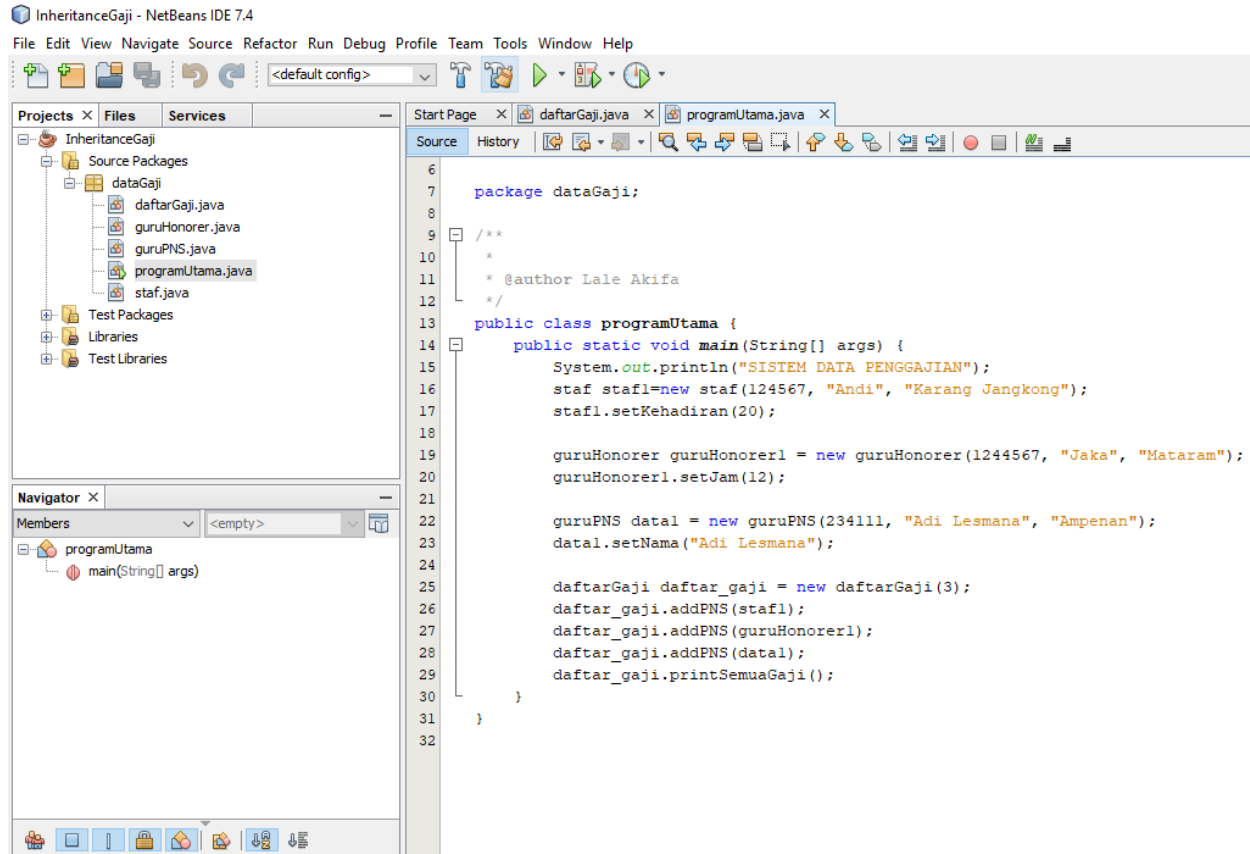 InheritanceGaji - NetBeans IDE 7.4
File Edit View Navigate Source Refactor Run Debug Profile Team Tools Window Help
<default config>
Projects Files Services
InheritanceGaji
Source Packages
dataGaji
daftarGaji.java
guruHonorer.java
guruPNS.java
programUtama.java
staf.java
Test Packages
Libraries
Test Libraries
Navigator
Members <empty>
programUtama
main(String[] args)
Start Page daftarGaji.java programUtama.java
Source History
6
7 package dataGaji;
8
9 /**
10 *
11 * @author Lale Akifa
12 */
13 public class programUtama {
14 public static void main(String[] args) {
15 System.out.println("SISTEM DATA PENGGAJIAN");
16 staf staf1=new staf(124567, "Andi", "Karang Jangkong");
17 staf1.setKehadiran(20);
18
19 guruHonorer guruHonorer1 = new guruHonorer(1244567, "Jaka", "Mataram");
20 guruHonorer1.setJam(12);
21
22 guruPNS data1 = new guruPNS(234111, "Adi Lesmana", "Ampenan");
23 data1.setNama("Adi Lesmana");
24
25 daftarGaji daftar_gaji = new daftarGaji(3);
26 daftar_gaji.addPNS(staf1);
27 daftar_gaji.addPNS(guruHonorer1);
28 daftar_gaji.addPNS(data1);
29 daftar_gaji.printSemuaGaji();
30 }
31 }
32